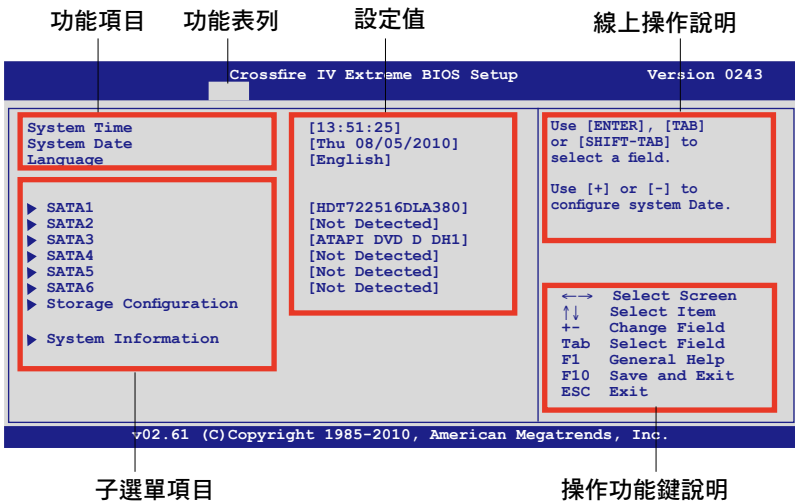 功能項目 功能表列 設定值 線上操作說明
Crossfire IV Extreme BIOS Setup Version 0243
System Time [13:51:25]
System Date [Thu 08/05/2010]
Language [English]
Use [ENTER], [TAB]
or [SHIFT-TAB] to
select a field.
Use [+] or [-] to
configure system Date.
▶ SATA1 [HDT722516DLA380]
▶ SATA2 [Not Detected]
▶ SATA3 [ATAPI DVD D DH1]
▶ SATA4 [Not Detected]
▶ SATA5 [Not Detected]
▶ SATA6 [Not Detected]
▶ Storage Configuration
▶ System Information
←→ Select Screen
↑↓ Select Item
+- Change Field
Tab Select Field
F1 General Help
F10 Save and Exit
ESC Exit
v02.61 (C)Copyright 1985-2010, American Megatrends, Inc.
子選單項目 操作功能鍵說明